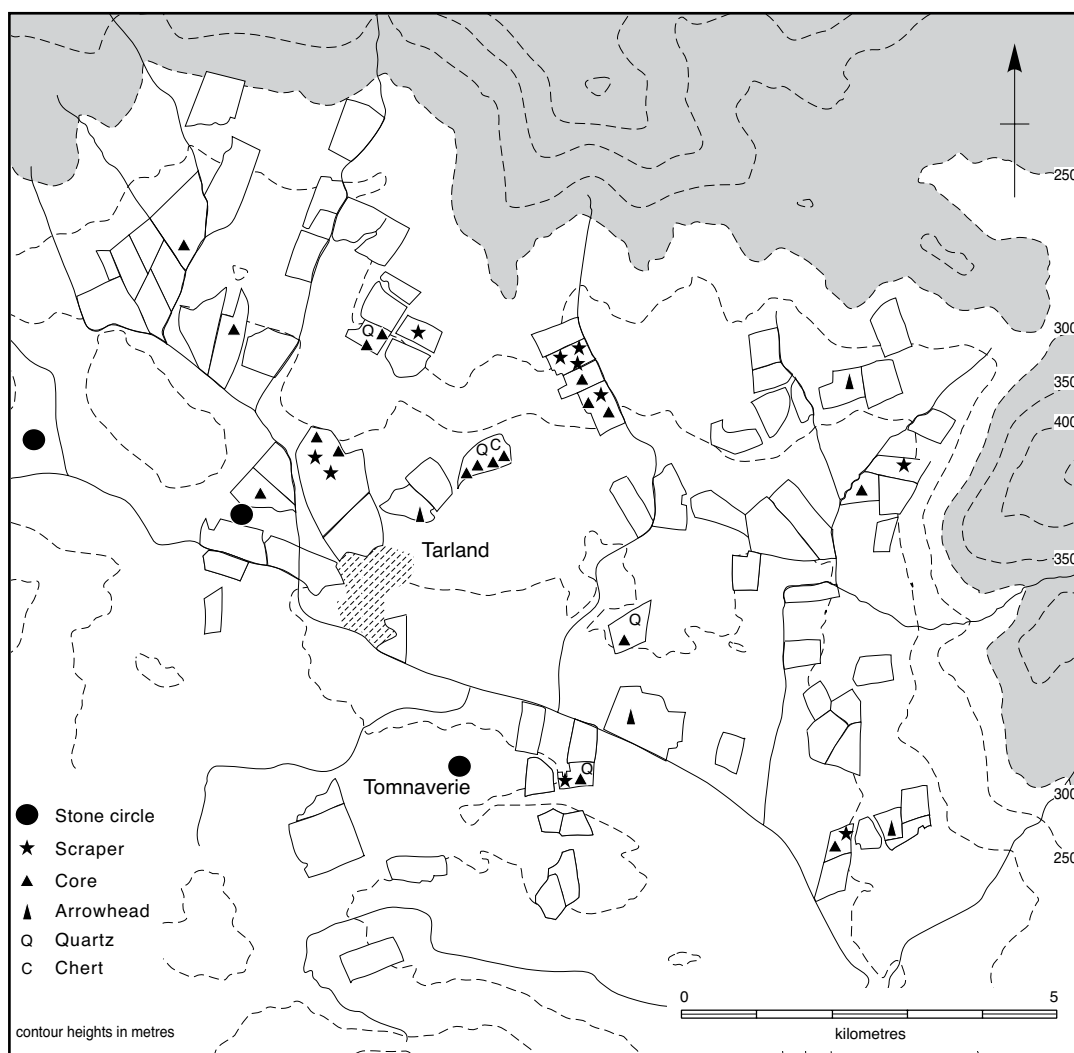 250
300
350
400
Q
C
Q
Tarland
350
Q
Q
Tomnaverie
300
250
Stone circle
Scraper
Core
Arrowhead
Q Quartz
C Chert
0 5
kilometres
contour heights in metres